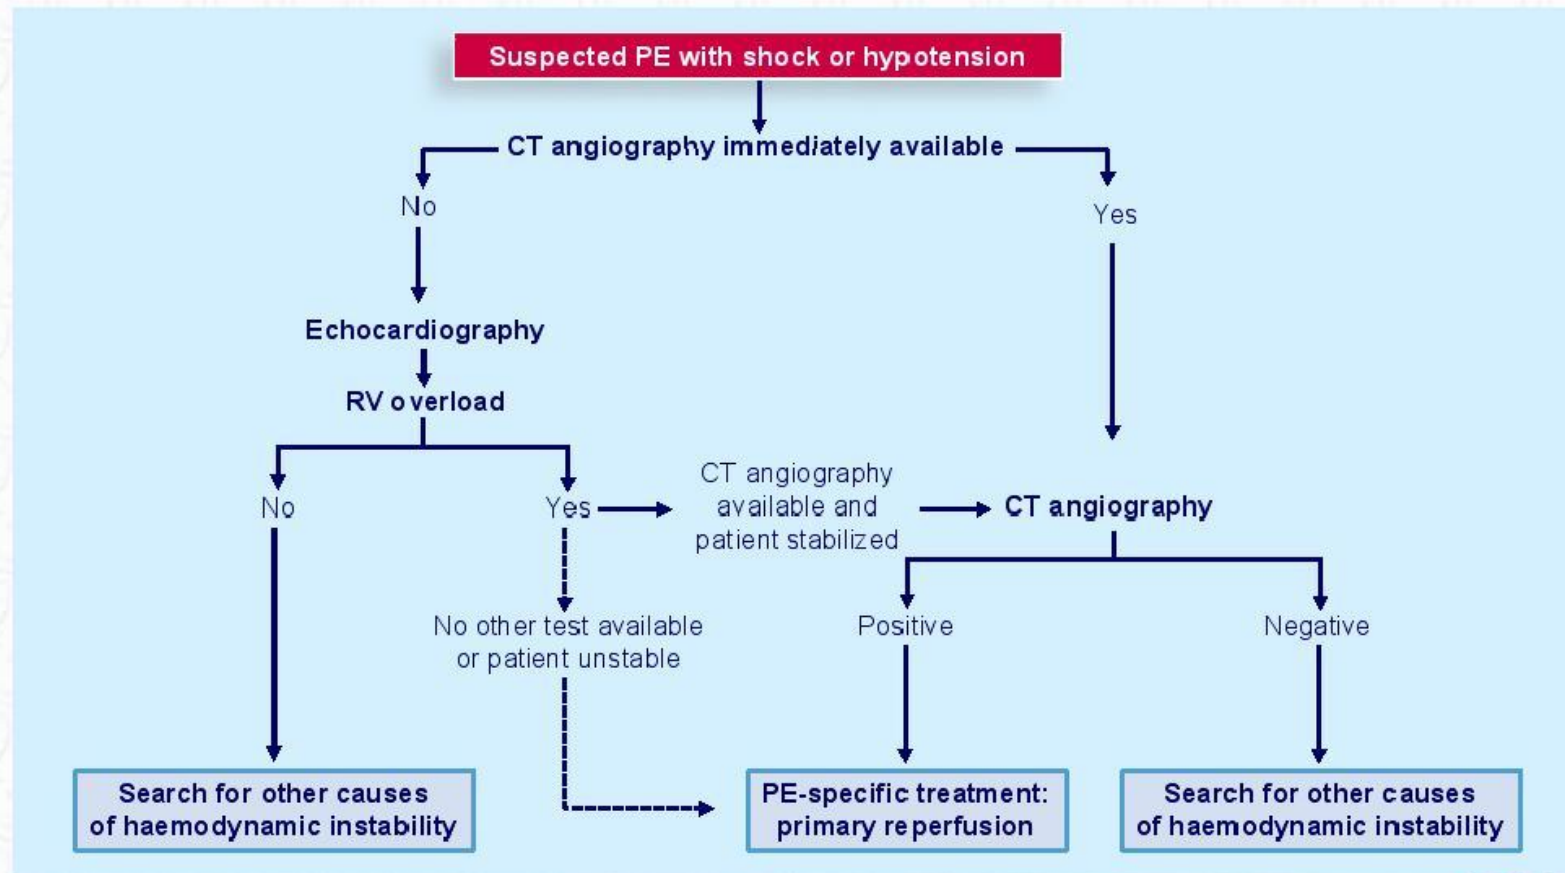 Suspected PE with shock or hypotension
CT angiography immediately available
No
Yes
Echocardiography
RV overload
No
Yes
CT angiography
available and
patient stabilized
CT angiography
No other test available
or patient unstable
Positive
Negative
Search for other causes
of haemodynamic instability
PE-specific treatment:
primary reperfusion
Search for other causes
of haemodynamic instability